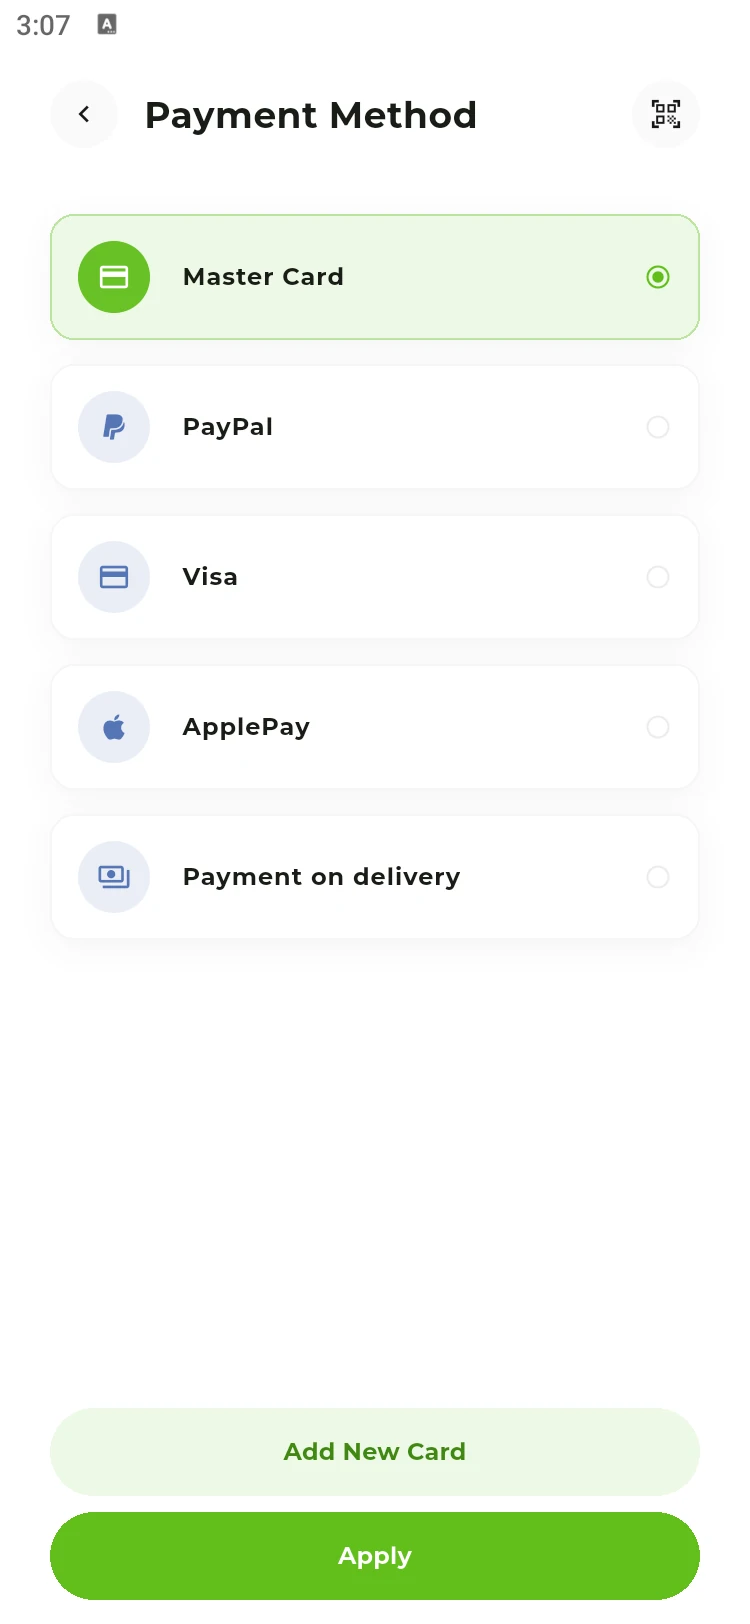 3:07
Payment Method
Master Card
PayPal
Visa
ApplePay
Payment on delivery
Add New Card
Apply